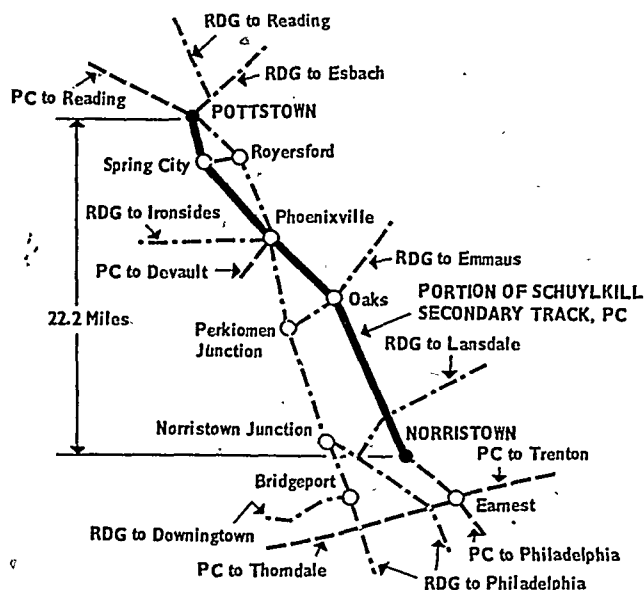 RDG to Reading
RDG to Esbach
PC to Reading
POTTSTOWN
Royersford
Spring City
RDG to Ironsides
Phoenixville
PC to Devault
RDG to Emmaus
Oaks
PORTION OF SCHUYLKILL
SECONDARY TRACK, PC
22.2 Miles
Perkiomen
Junction
RDG to Lansdale
Norristown Junction
NORRISTOWN
PC to Trenton
Bridgeport
Earnest
RDG to Downingtown
PC to Philadelphia
PC to Thorndale
RDG to Philadelphia